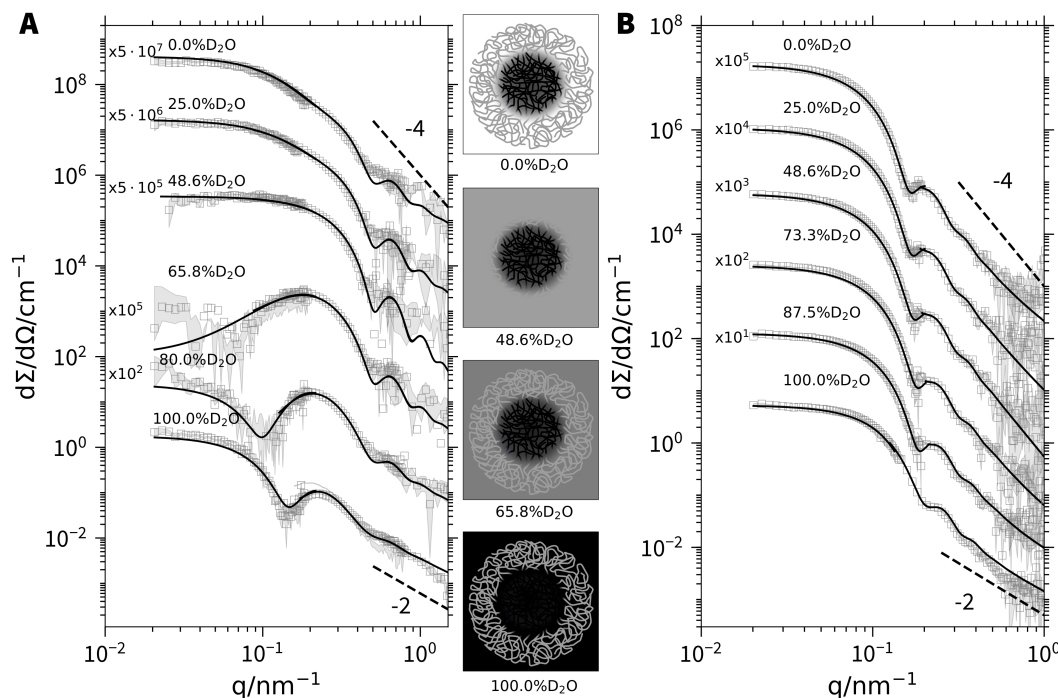 A
x5·10⁷ 0.0%D₂O
x5·10⁶ 25.0%D₂O
x5·10⁵ 48.6%D₂O
65.8%D₂O
x10⁵
80.0%D₂O
x10²
100.0%D₂O
-4
-2
dΣ/dΩ/cm⁻¹
10⁸
10⁶
10⁴
10²
10⁰
10⁻²
10⁻² 10⁻¹ 10⁰
q/nm⁻¹
0.0%D₂O
48.6%D₂O
65.8%D₂O
100.0%D₂O
B
0.0%D₂O
x10⁵
25.0%D₂O
x10⁴
48.6%D₂O
x10³
73.3%D₂O
x10²
87.5%D₂O
x10¹
100.0%D₂O
-4
-2
dΣ/dΩ/cm⁻¹
10⁸
10⁶
10⁴
10²
10⁰
10⁻²
10⁻² 10⁻¹ 10⁰
q/nm⁻¹